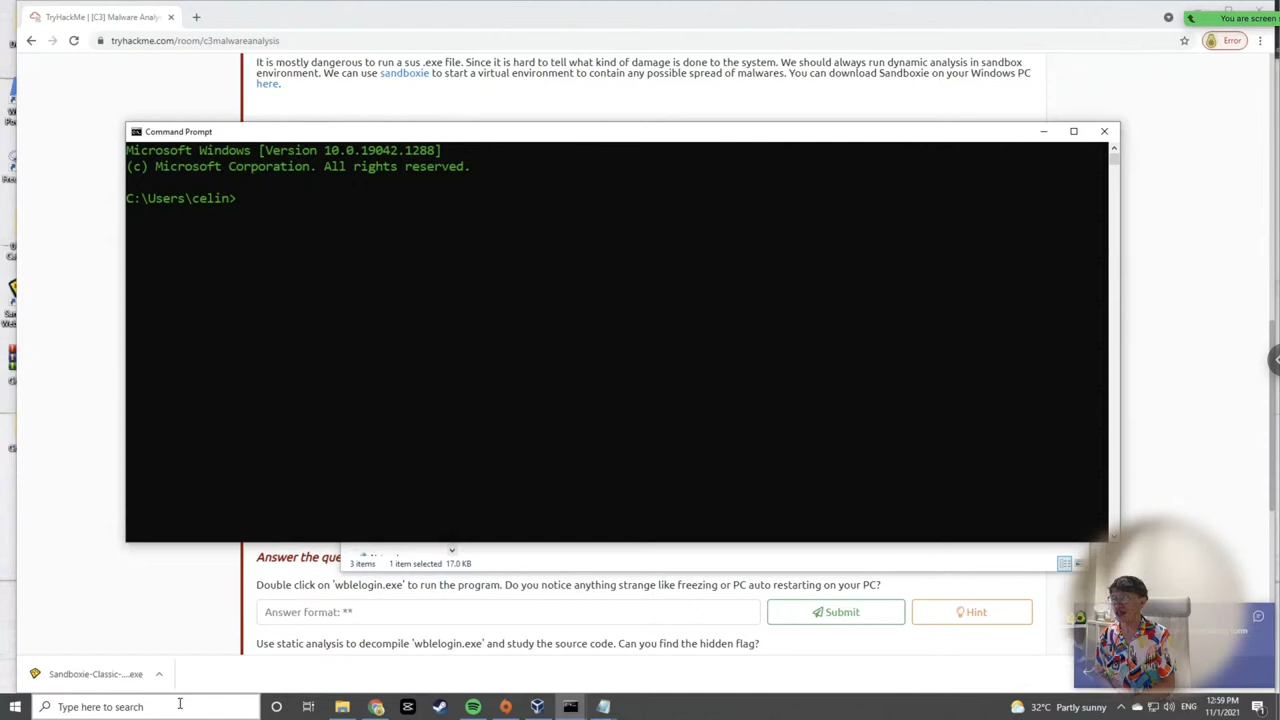 TryHackMe | [C3] Malware Analy
You are screen s
tryhackme.com/room/c3malwareanalysis
Error
It is mostly dangerous to run a sus .exe file. Since it is hard to tell what kind of damage is done to the system. We should always run dynamic analysis in sandbox
environment. We can use sandboxie to start a virtual environment to contain any possible spread of malwares. You can download Sandboxie on your Windows PC
here.
Command Prompt
Microsoft Windows [Version 10.0.19042.1288]
(c) Microsoft Corporation. All rights reserved.
C:\Users\celin>
Answer the que
3 items 1 item selected 17.0 KB
Double click on 'wblelogin.exe' to run the program. Do you notice anything strange like freezing or PC auto restarting on your PC?
Answer format: **
Submit
Hint
Use static analysis to decompile 'wblelogin.exe' and study the source code. Can you find the hidden flag?
Sandboxie-Classic-....exe
Type here to search
32°C Partly sunny
12:59 PM
11/1/2021